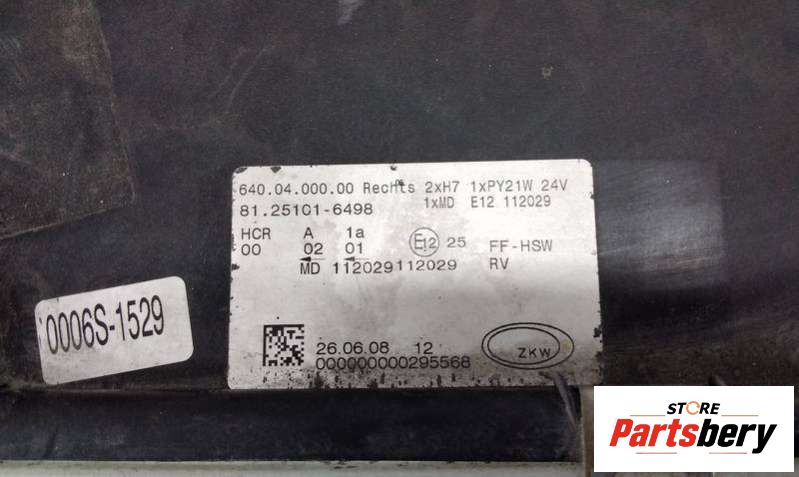 640.04.000.00 Rechts 2xH7 1xPY21W 24V
81.25101-6498 1xMD E12 112029
HCR A 1a E12 25 FF-HSW
00 02 01
MD 112029112029 RV
26.06.08 12
000000000295568
ZKW
0006S-1529
STORE
Partsbery